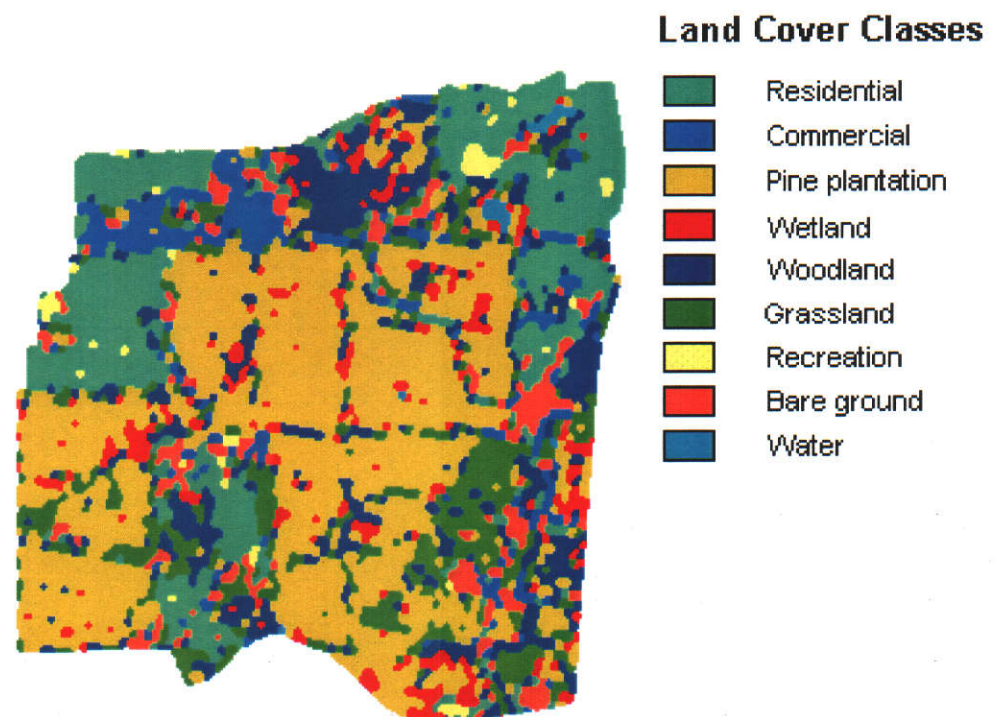 Land Cover Classes
Residential
Commercial
Pine plantation
Wetland
Woodland
Grassland
Recreation
Bare ground
Water